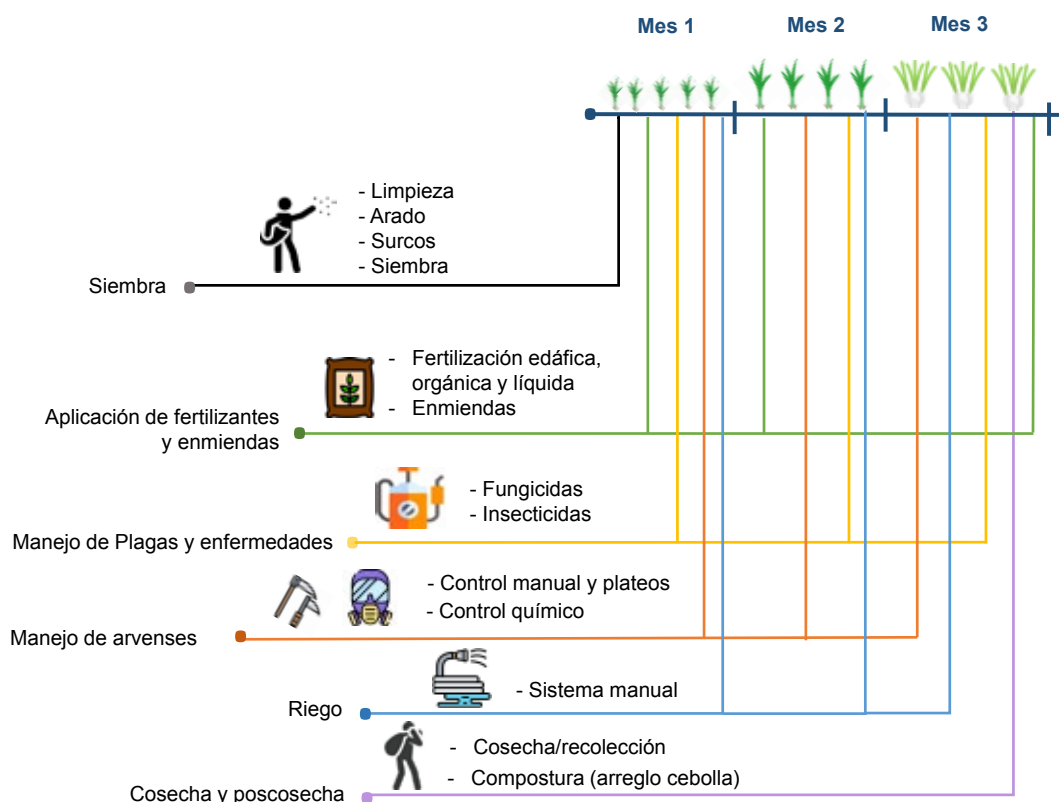 Mes 1
Mes 2
Mes 3
- Limpieza
- Arado
- Surcos
- Siembra
Siembra
- Fertilización edáfica,
orgánica y líquida
- Enmiendas
Aplicación de fertilizantes
y enmiendas
- Fungicidas
- Insecticidas
Manejo de Plagas y enfermedades
- Control manual y plateos
- Control químico
Manejo de arvenses
- Sistema manual
Riego
- Cosecha/recolección
- Compostura (arreglo cebolla)
Cosecha y poscosecha